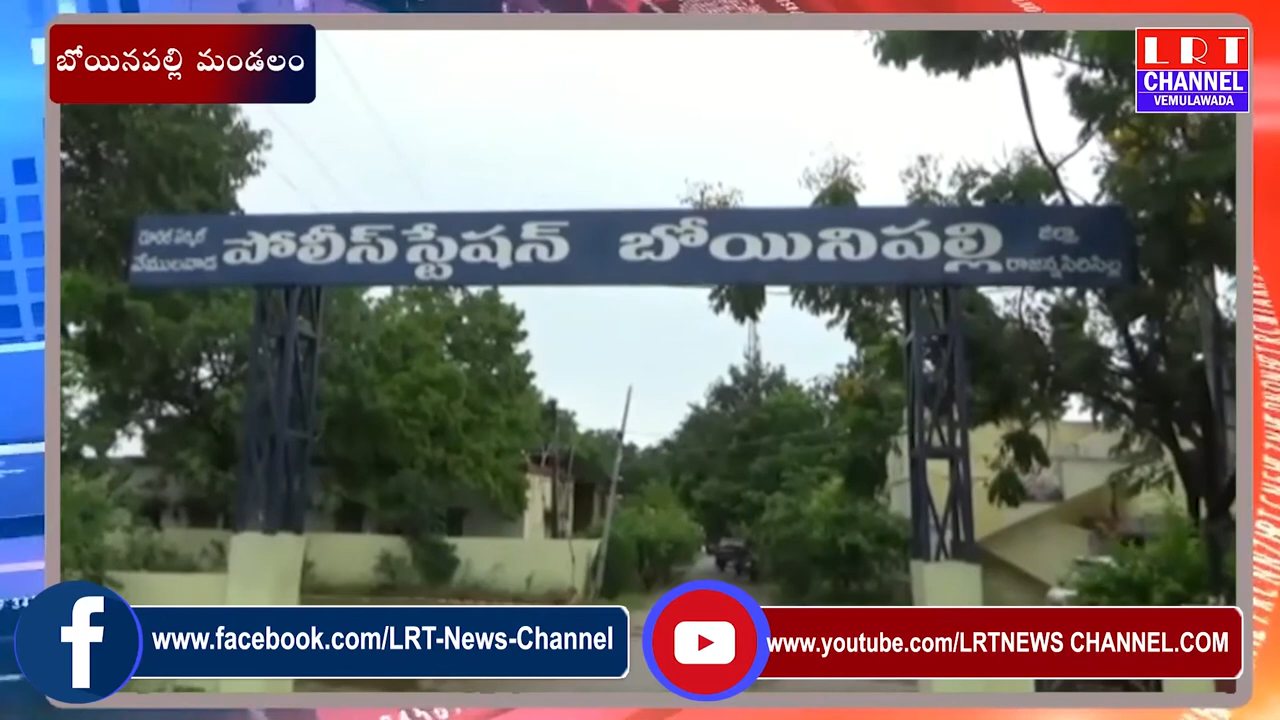 బోయినపల్లి మండలం
LRT
CHANNEL
VEMULAWADA
పోలీస్ స్టేషన్ బోయినిపల్లి
వేములవాడ
జిల్లా
రాజన్నసిరిసిల్ల
www.facebook.com/LRT-News-Channel
www.youtube.com/LRTNEWS CHANNEL.COM